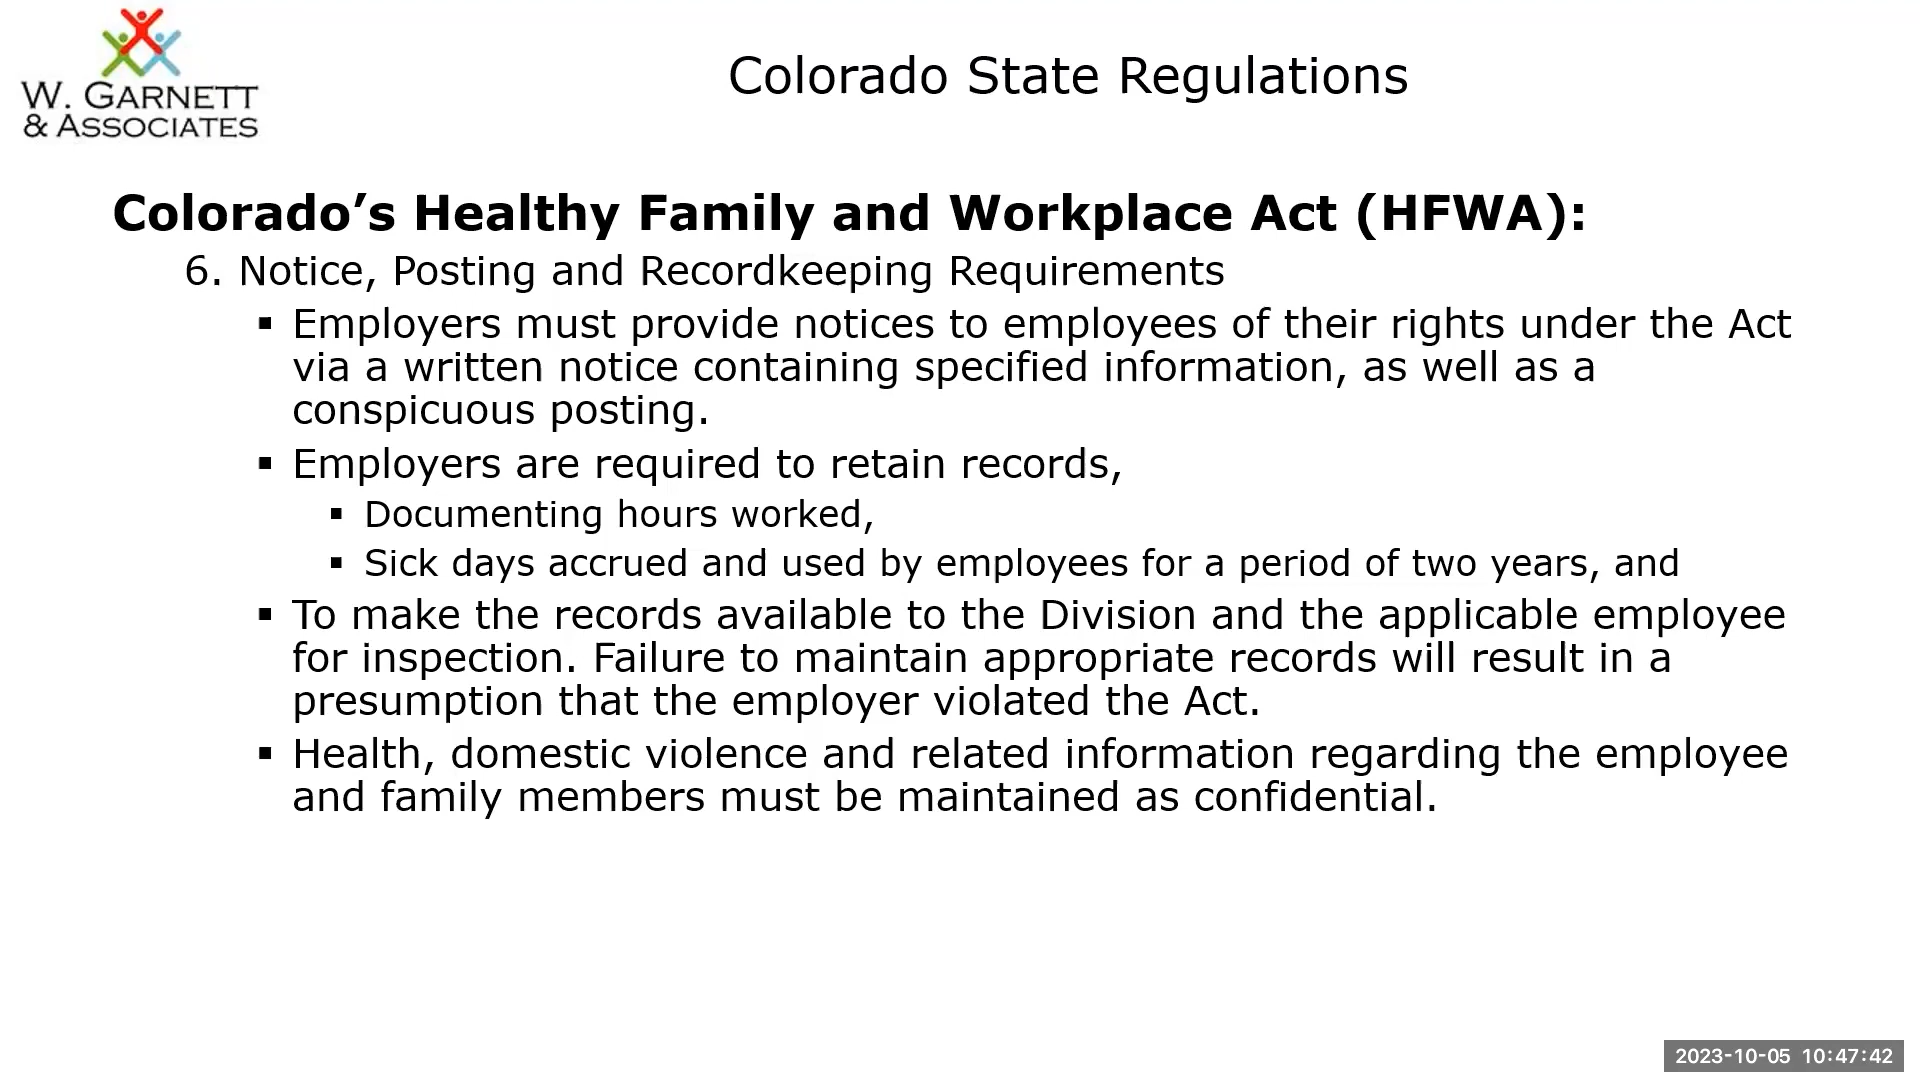 W. GARNETT
& ASSOCIATES
Colorado State Regulations
Colorado’s Healthy Family and Workplace Act (HFWA):
6. Notice, Posting and Recordkeeping Requirements
▪ Employers must provide notices to employees of their rights under the Act
via a written notice containing specified information, as well as a
conspicuous posting.
▪ Employers are required to retain records,
▪ Documenting hours worked,
▪ Sick days accrued and used by employees for a period of two years, and
▪ To make the records available to the Division and the applicable employee
for inspection. Failure to maintain appropriate records will result in a
presumption that the employer violated the Act.
▪ Health, domestic violence and related information regarding the employee
and family members must be maintained as confidential.
2023-10-05 10:47:42